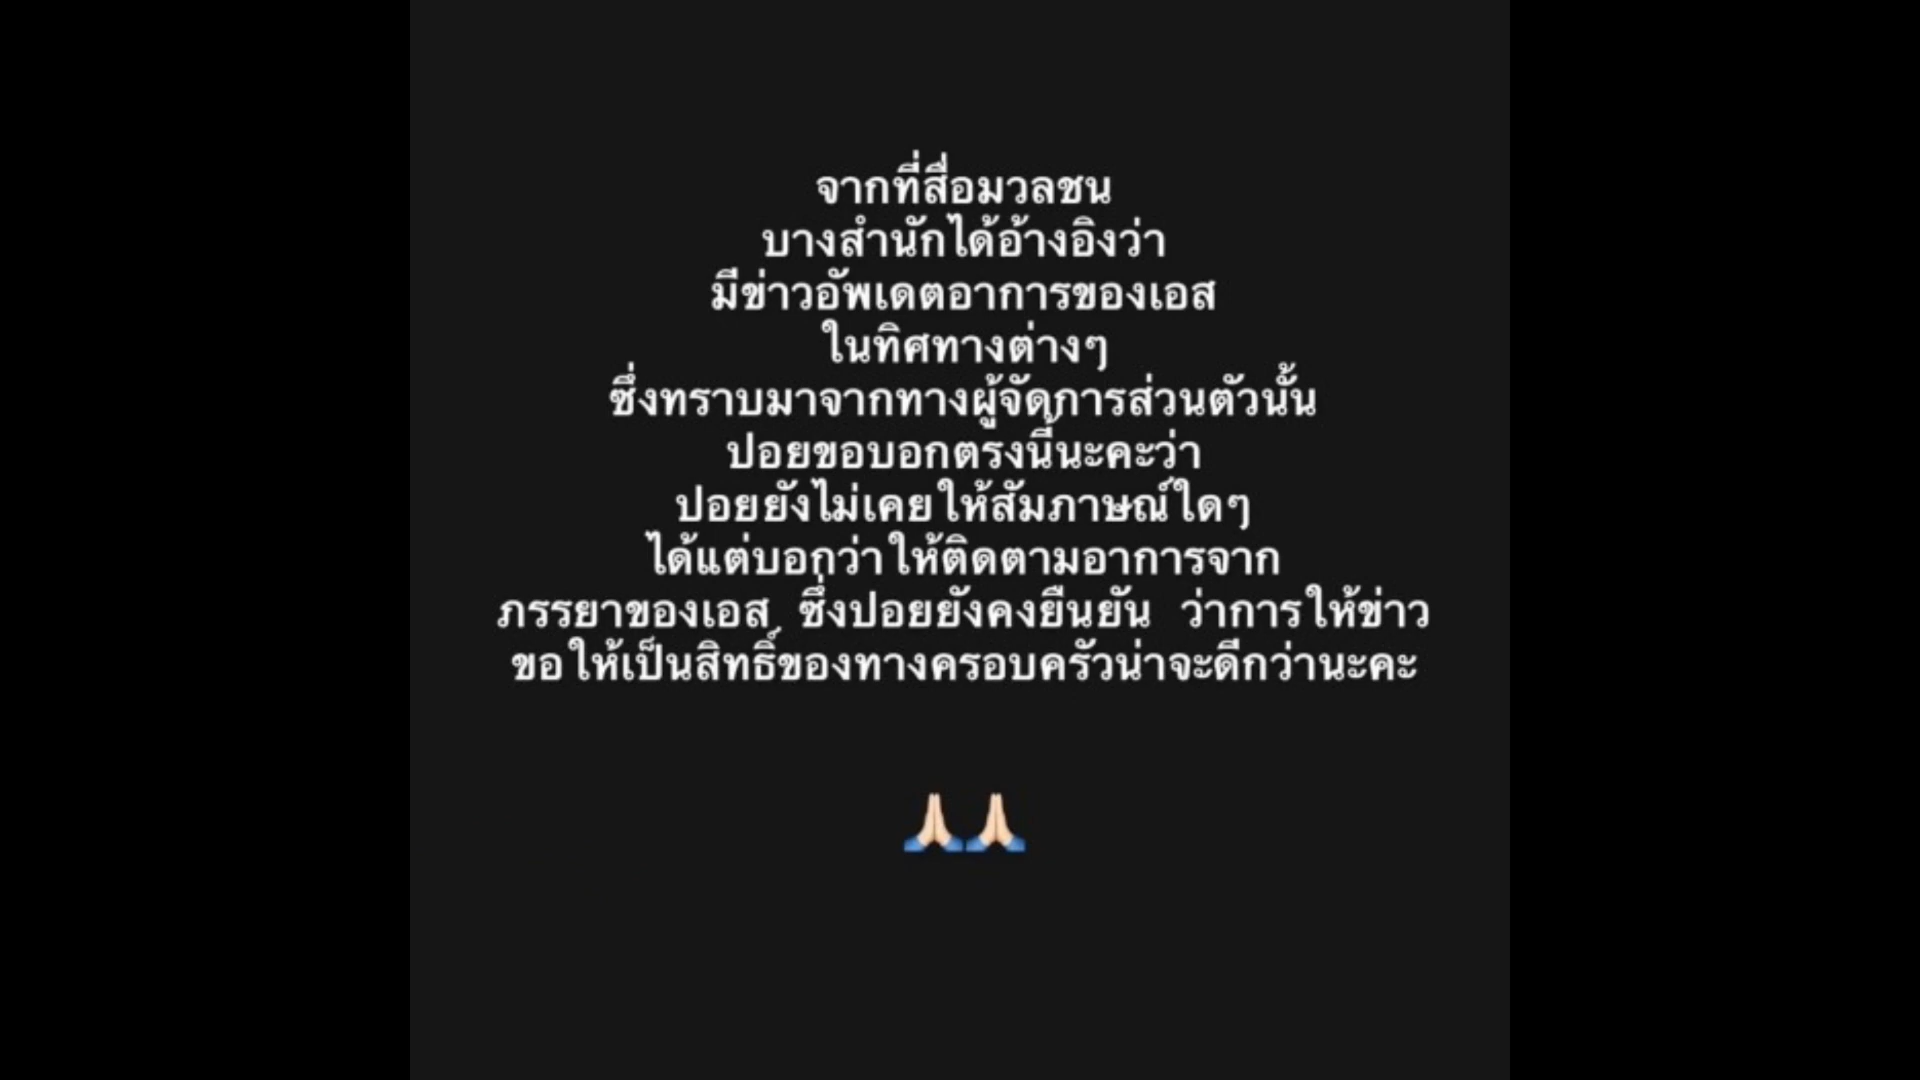 จากที่สื่อมวลชน
บางสำนักได้อ้างอิงว่า
มีข่าวอัพเดตอาการของเอส
ในทิศทางต่างๆ
ซึ่งทราบมาจากทางผู้จัดการส่วนตัวนั้น
ปอยขอบอกตรงนี้นะคะว่า
ปอยยังไม่เคยให้สัมภาษณ์ใดๆ
ได้แต่บอกว่าให้ติดตามอาการจาก
ภรรยาของเอส ซึ่งปอยยังคงยืนยัน ว่าการให้ข่าว
ขอให้เป็นสิทธิ์ของทางครอบครัวน่าจะดีกว่านะคะ
🙏🏻🙏🏻